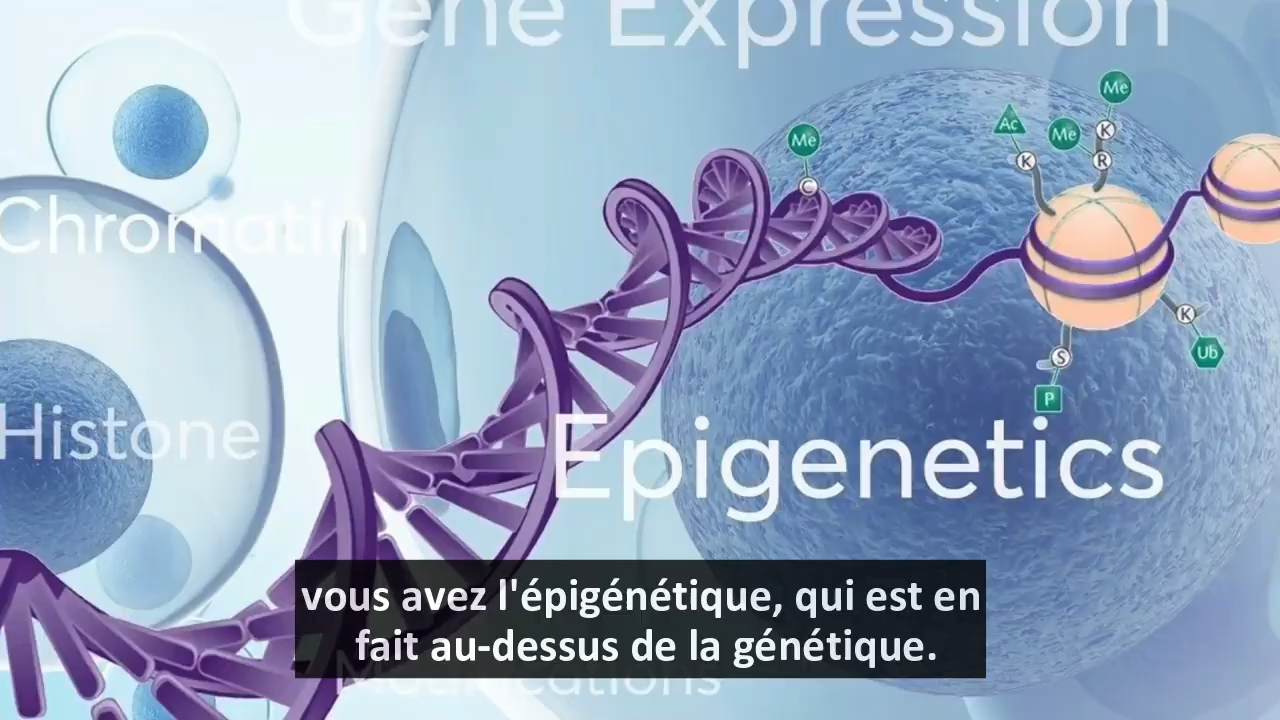 Gene Expression
Me
Ac
Me
K
K
R
Me
C
Chromatin
K
Ub
S
P
Histone
Epigenetics
vous avez l'épigénétique, qui est en
fait au-dessus de la génétique.
Modifications